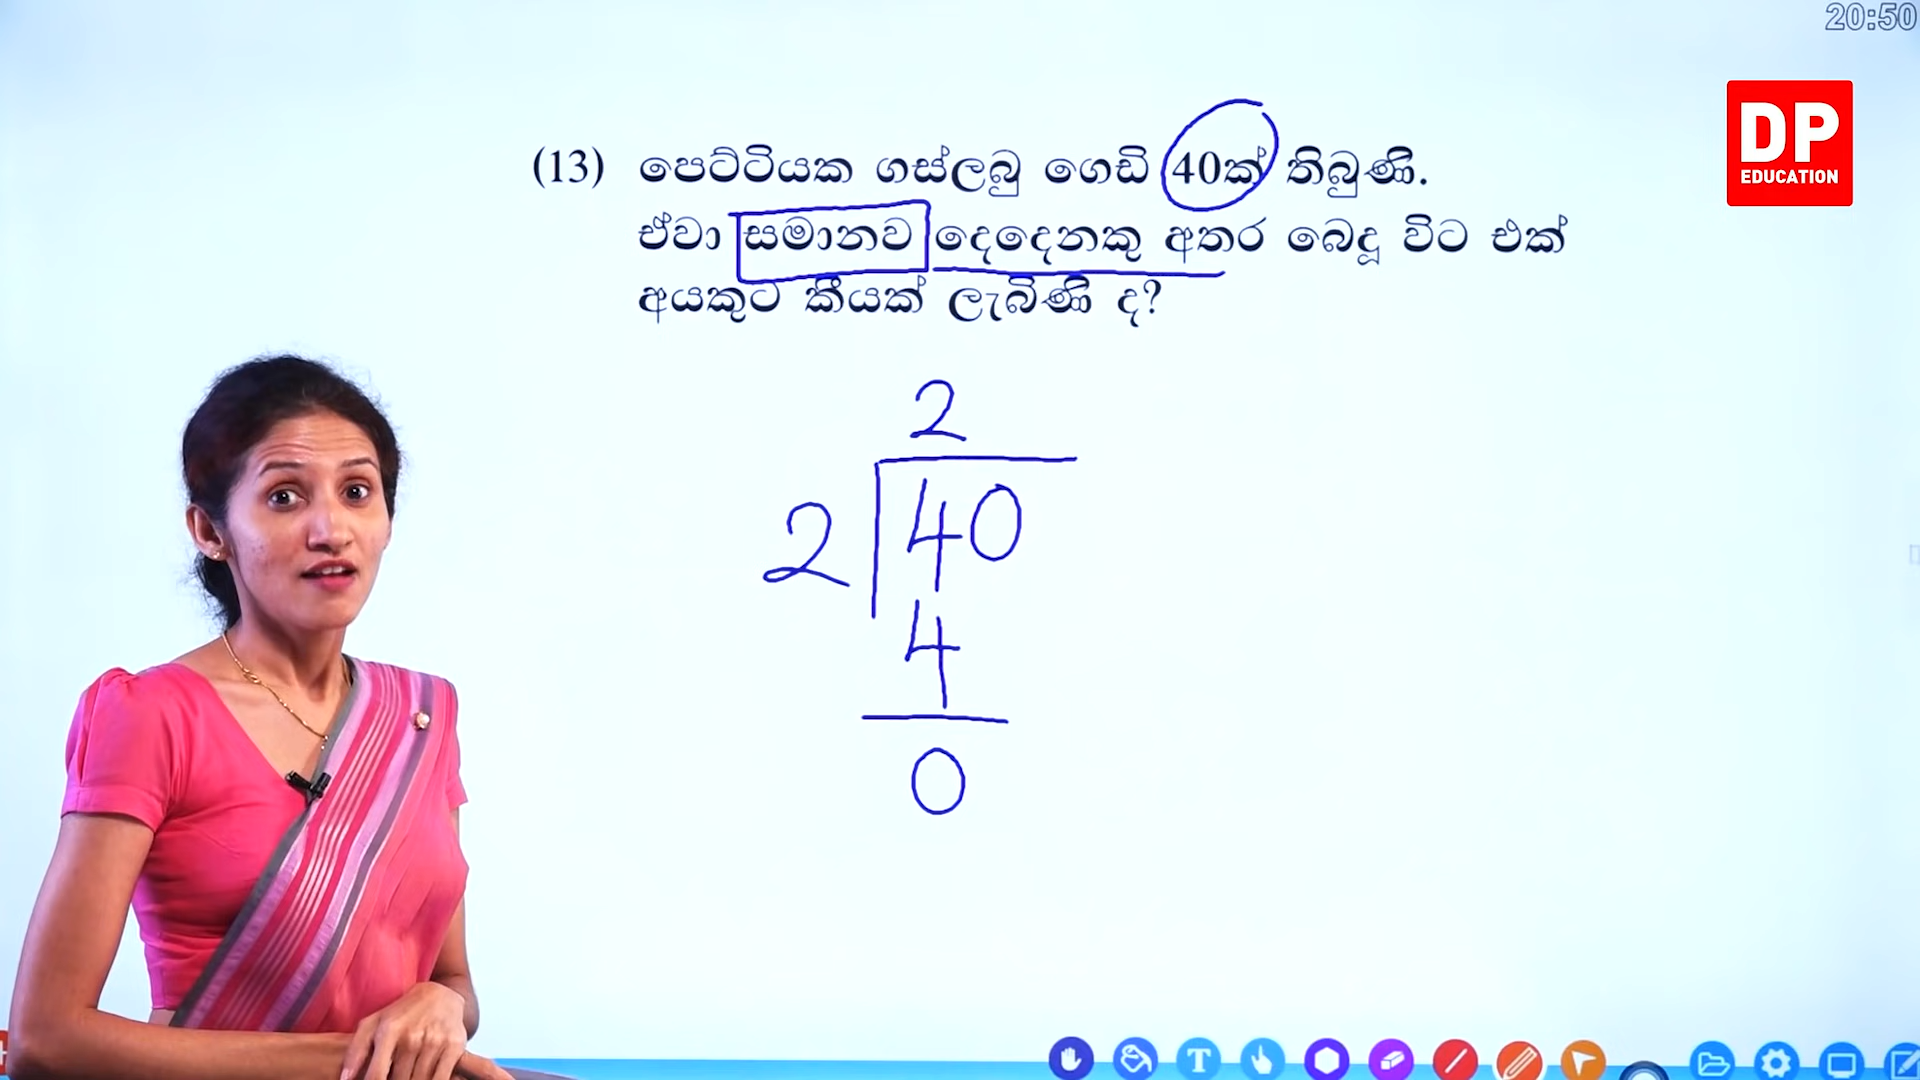 20:50
DP
EDUCATION
(13) පෙට්ටියක ගස්ලබු ගෙඩි 40ක් තිබුණි.
ඒවා සමානව දෙදෙනකු අතර බෙදූ විට එක්
අයකුට කීයක් ලැබිණි ද?
2
2 40
4
0
T